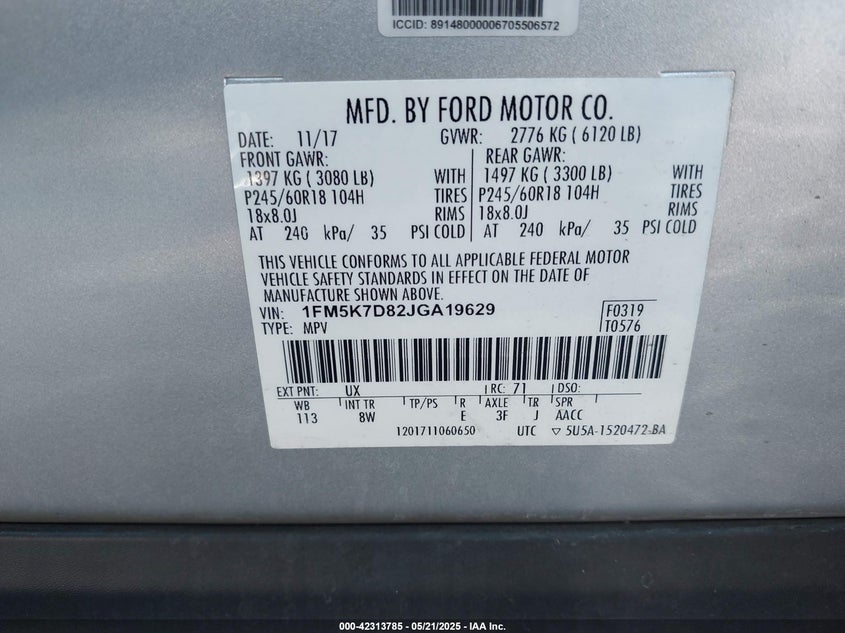 ICCID: 89148000006705506572
MFD. BY FORD MOTOR CO.
DATE: 11/17 GVWR: 2776 KG ( 6120 LB)
FRONT GAWR: REAR GAWR:
1397 KG ( 3080 LB) WITH 1497 KG ( 3300 LB) WITH
P245/60R18 104H TIRES P245/60R18 104H TIRES
18x8.0J RIMS 18x8.0J RIMS
AT 240 kPa/ 35 PSI COLD AT 240 kPa/ 35 PSI COLD
THIS VEHICLE CONFORMS TO ALL APPLICABLE FEDERAL MOTOR
VEHICLE SAFETY STANDARDS IN EFFECT ON THE DATE OF
MANUFACTURE SHOWN ABOVE.
VIN: 1FM5K7D82JGA19629 F0319
TYPE: MPV T0576
EXT PNT: UX RC: 71 DSO:
WB INT TR TP/PS R AXLE TR SPR
113 8W E 3F J AACC
1201711060650 UTC ▽ 5U5A-1520472-BA
000-42313785 - 05/21/2025 - IAA Inc.